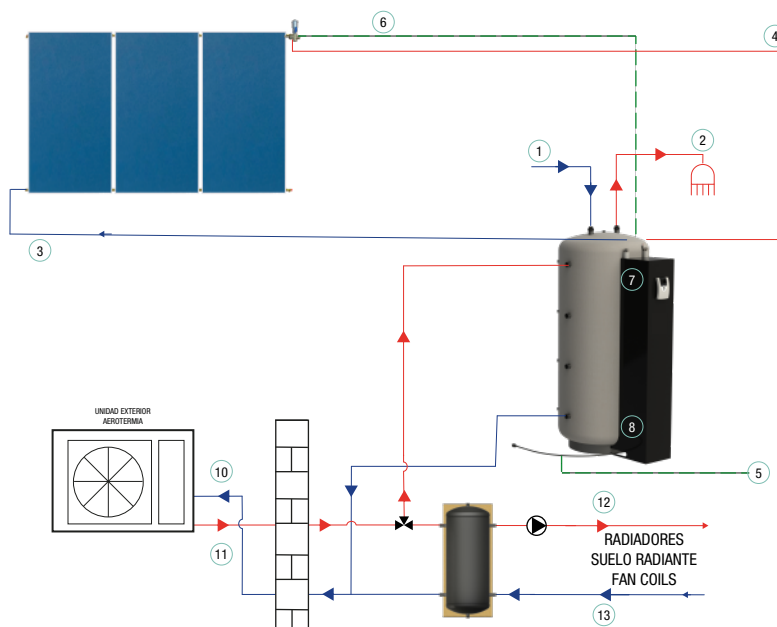 6
4
1
2
3
7
UNIDAD EXTERIOR
AEROTERMIA
8
10
5
12
11
RADIADORES
SUELO RADIANTE
FAN COILS
13